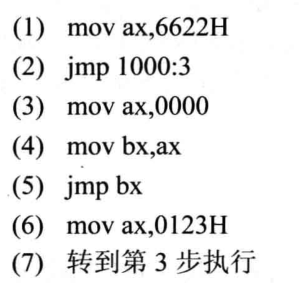 (1) mov ax,6622H
(2) jmp 1000:3
(3) mov ax,0000
(4) mov bx,ax
(5) jmp bx
(6) mov ax,0123H
(7) 转到第 3 步执行